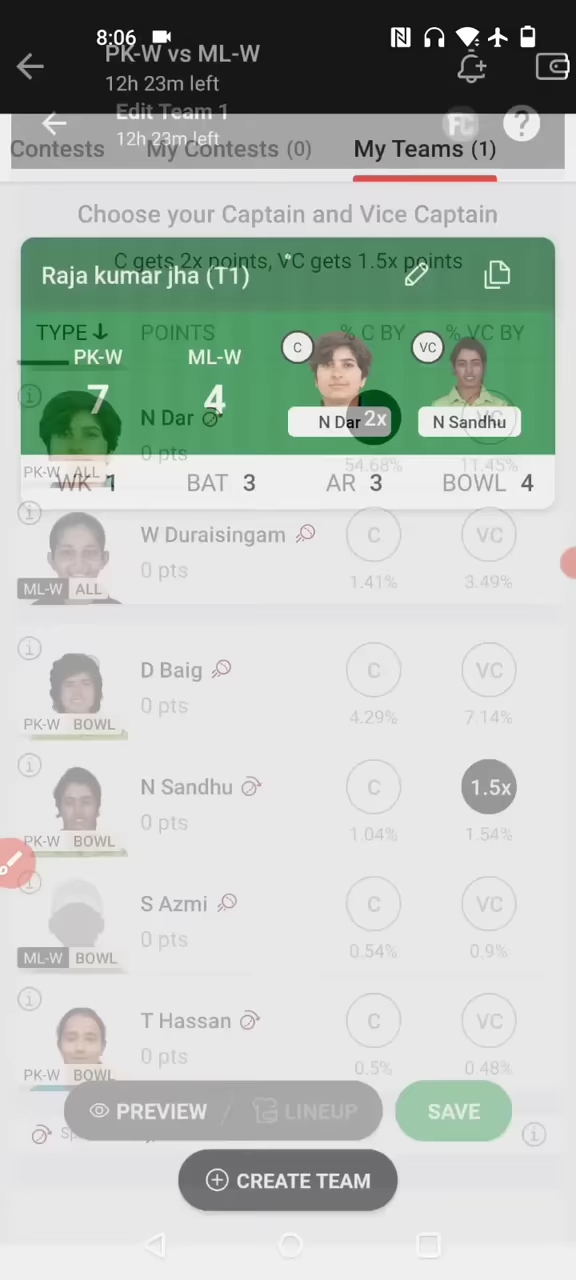 8:06
PK-W vs ML-W
12h 23m left
Edit Team 1
12h 23m left
FC ?
Contests My Contests (0) My Teams (1)
Choose your Captain and Vice Captain
C gets 2x points, VC gets 1.5x points
Raja kumar jha (T1)
TYPE POINTS % C BY % VC BY
PK-W ML-W C VC
7 4
N Dar 2x VC
0 pts
N Dar N Sandhu
54.68% 11.45%
PK-W ALL
WK 1 BAT 3 AR 3 BOWL 4
W Duraisingam C VC
0 pts
1.41% 3.49%
ML-W ALL
D Baig C VC
0 pts
4.29% 7.14%
PK-W BOWL
N Sandhu C 1.5x
0 pts
1.04% 1.54%
PK-W BOWL
S Azmi C VC
0 pts
0.54% 0.9%
ML-W BOWL
T Hassan C VC
0 pts
0.5% 0.48%
PK-W BOWL
PREVIEW / LINEUP SAVE
CREATE TEAM